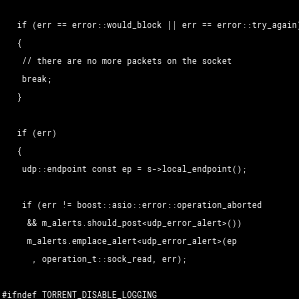 if (err == error::would_block || err == error::try_again)
{
// there are no more packets on the socket
break;
}
if (err)
{
udp::endpoint const ep = s->local_endpoint();
if (err != boost::asio::error::operation_aborted
&& m_alerts.should_post<udp_error_alert>())
m_alerts.emplace_alert<udp_error_alert>(ep
, operation_t::sock_read, err);
#ifndef TORRENT_DISABLE_LOGGING